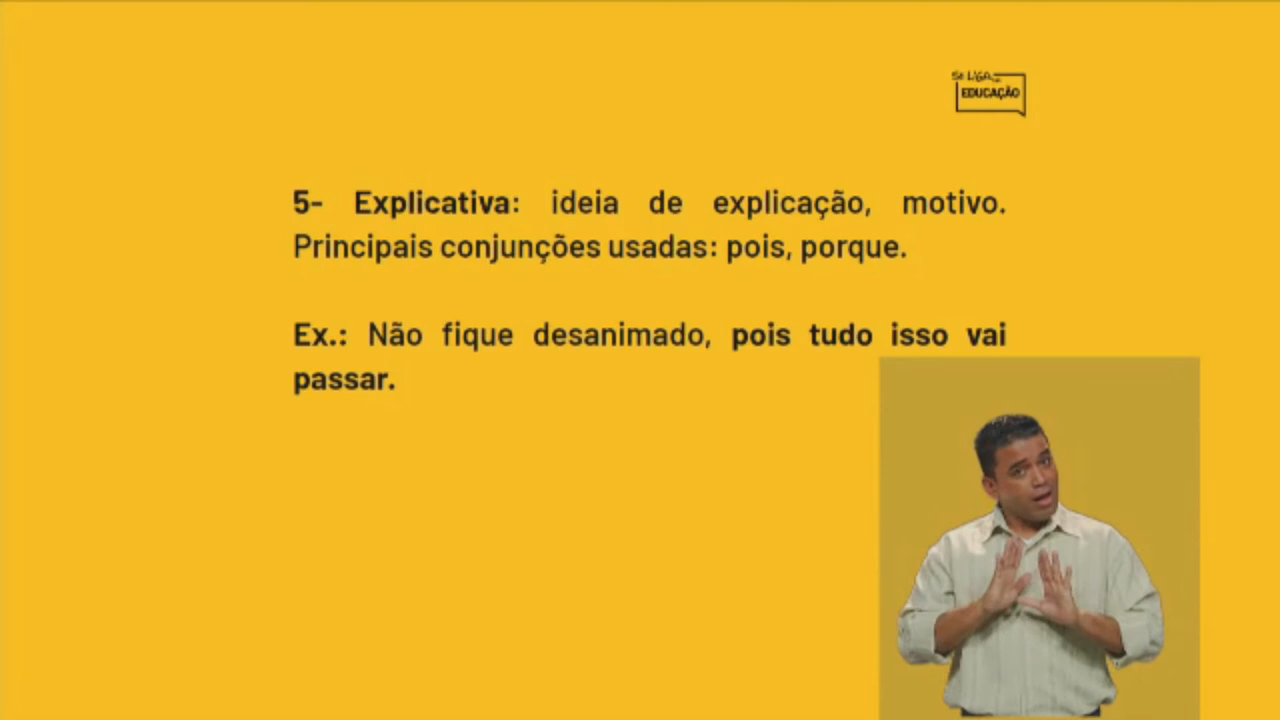 Se LIGA na
EDUCAÇÃO
5- Explicativa: ideia de explicação, motivo.
Principais conjunções usadas: pois, porque.
Ex.: Não fique desanimado, pois tudo isso vai
passar.